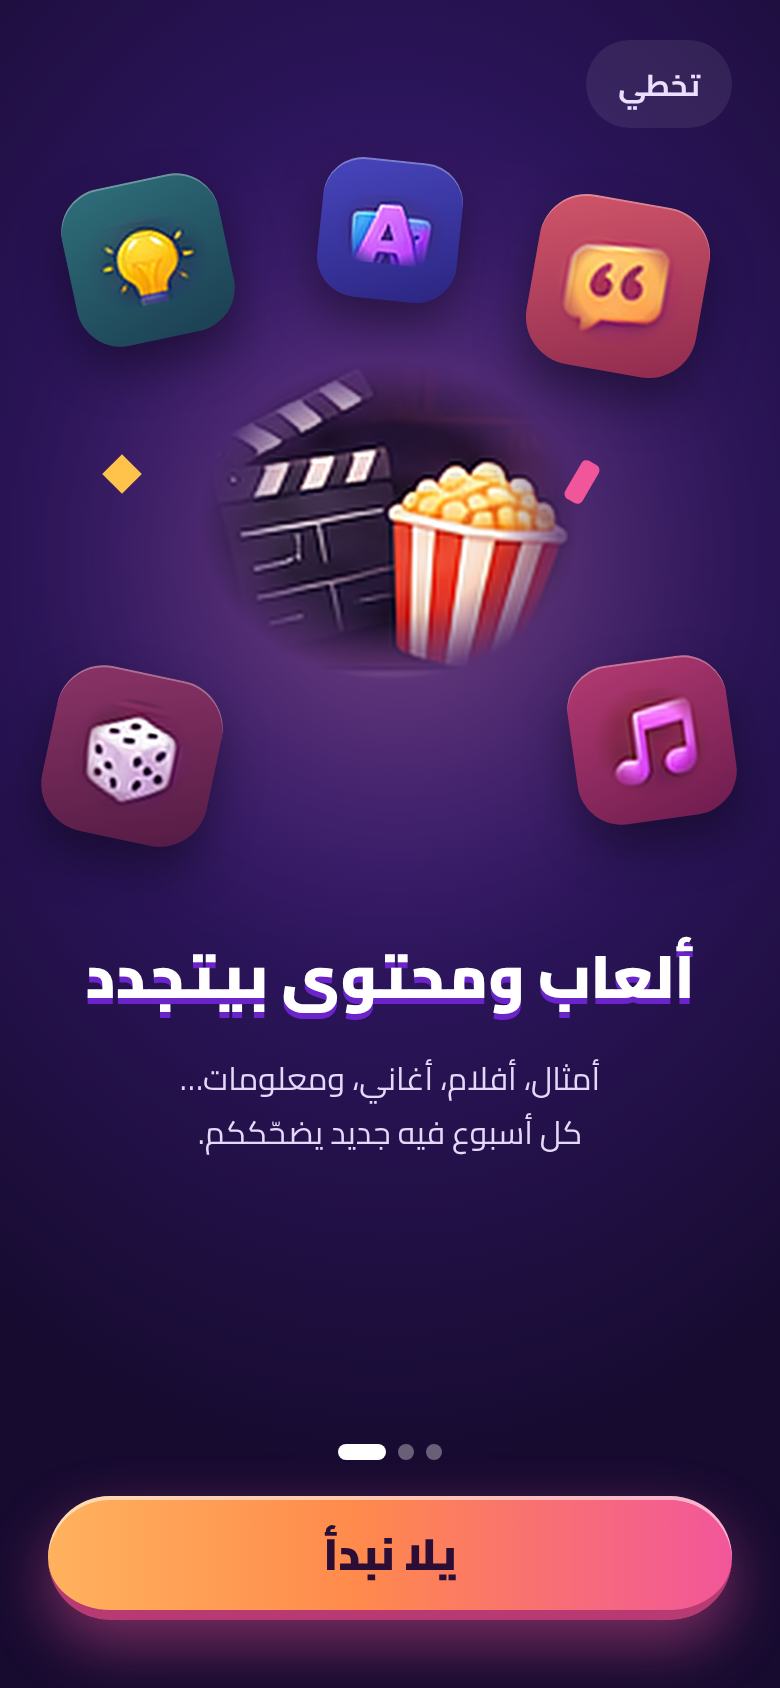 تخطي
A
ألعاب ومحتوى بيتجدد
أمثال، أفلام، أغاني، ومعلومات...
كل أسبوع فيه جديد يضحّككم.
يلا نبدأ